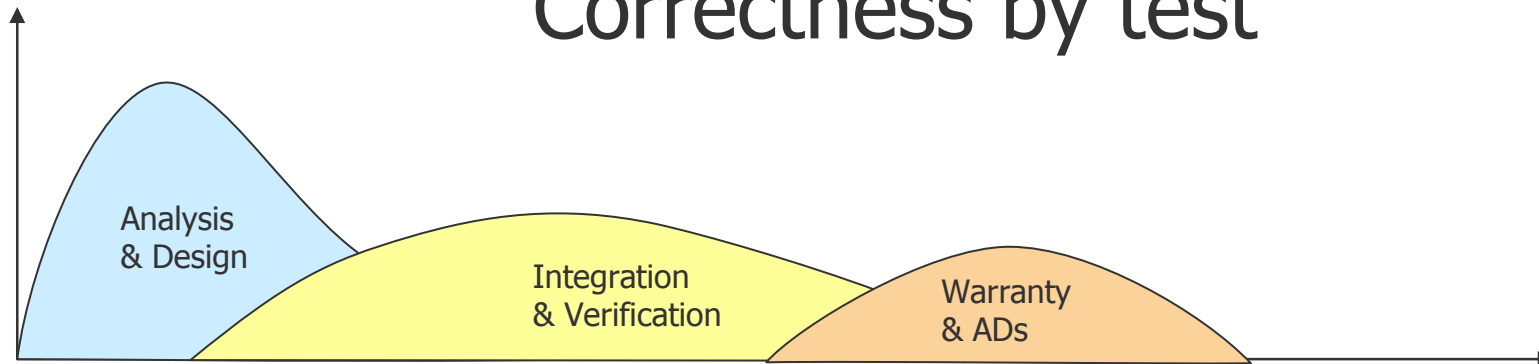 Correctness by test
Analysis
& Design
Integration
& Verification
Warranty
& ADs